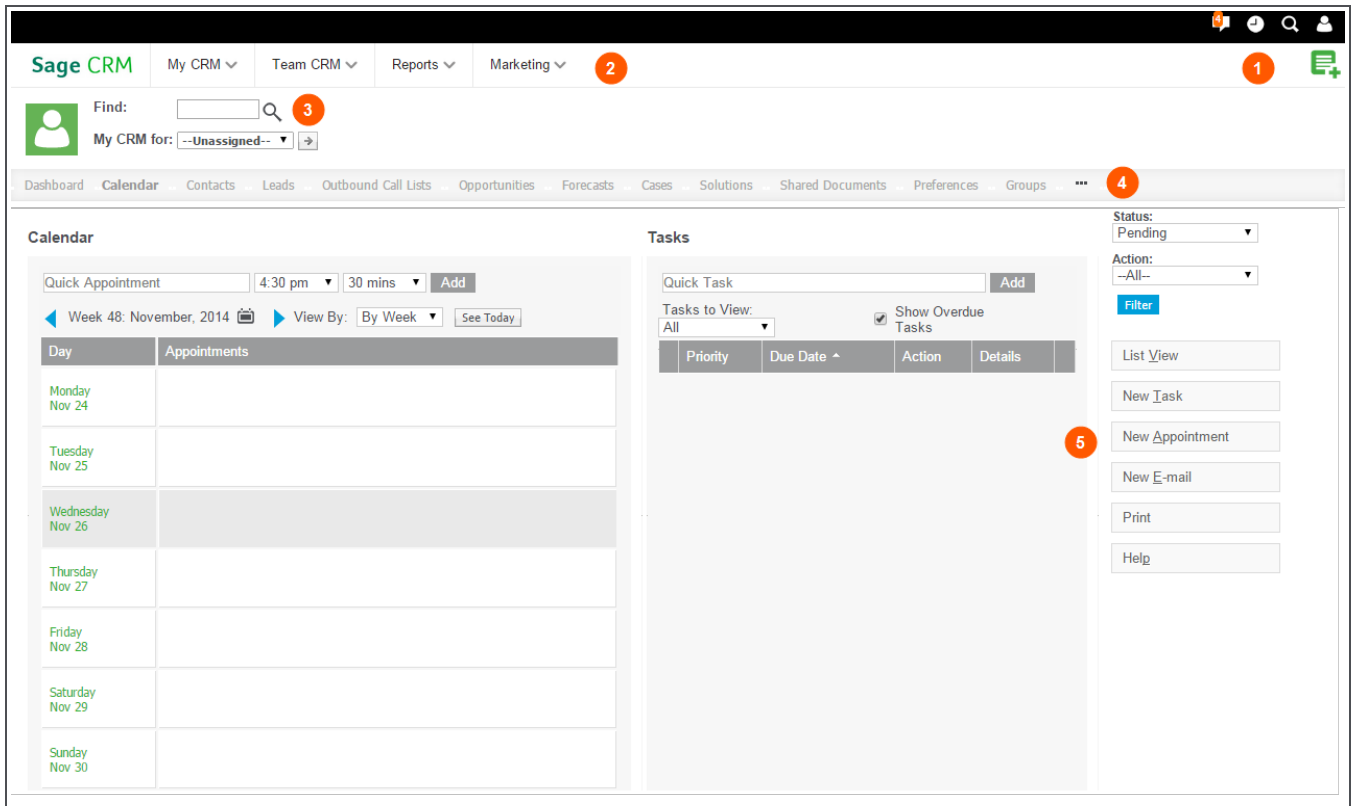 4
Sage CRM My CRM Team CRM Reports Marketing 2 1
Find: 3
My CRM for: --Unassigned--
Dashboard Calendar Contacts Leads Outbound Call Lists Opportunities Forecasts Cases Solutions Shared Documents Preferences Groups ... 4
Calendar
Quick Appointment 4:30 pm 30 mins Add
Week 48: November, 2014 View By: By Week See Today
Day Appointments
Monday
Nov 24
Tuesday
Nov 25
Wednesday
Nov 26
Thursday
Nov 27
Friday
Nov 28
Saturday
Nov 29
Sunday
Nov 30
Tasks
Quick Task Add
Tasks to View:
All
Show Overdue
Tasks
Priority Due Date Action Details
Status:
Pending
Action:
--All--
Filter
List View
New Task
5 New Appointment
New E-mail
Print
Help